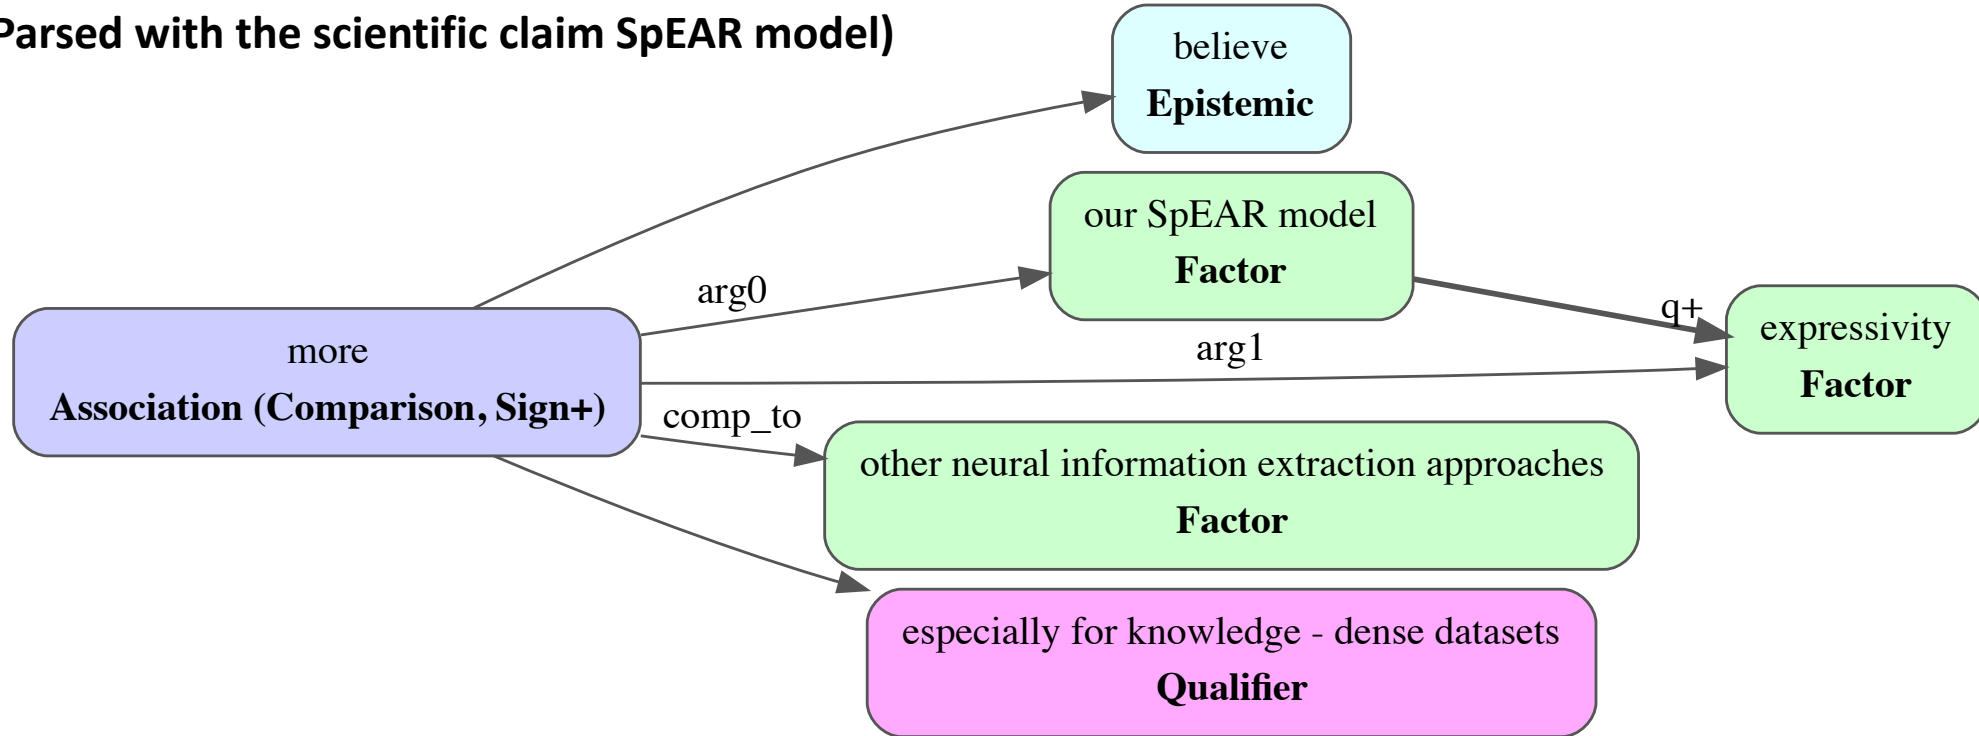 Parsed with the scientific claim SpEAR model)
believe
Epistemic
our SpEAR model
Factor
arg0
q+
expressivity
Factor
arg1
more
Association (Comparison, Sign+)
comp_to
other neural information extraction approaches
Factor
especially for knowledge - dense datasets
Qualifier